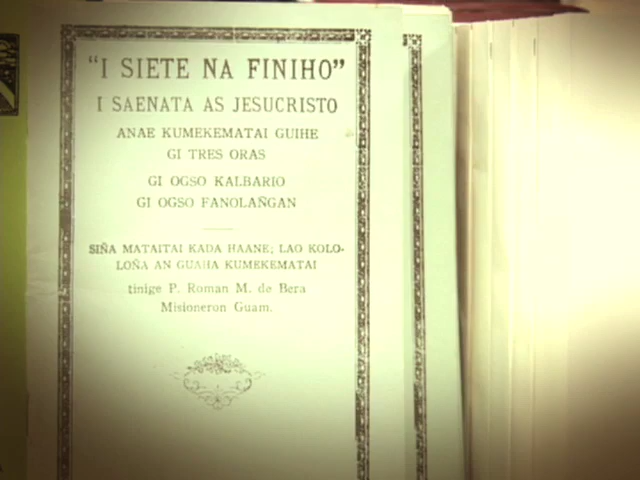 "I SIETE NA FINIHO"
I SAENATA AS JESUCRISTO
ANAE KUMEKEMATAI GUIHE
GI TRES ORAS
GI OGSO KALBARIO
GI OGSO FANOLAÑGAN
SIÑA MATAITAI KADA HAANE; LAO KOLO-
LOÑA AN GUAHA KUMEKEMATAI
tinige P. Roman M. de Bera
Misioneron Guam.